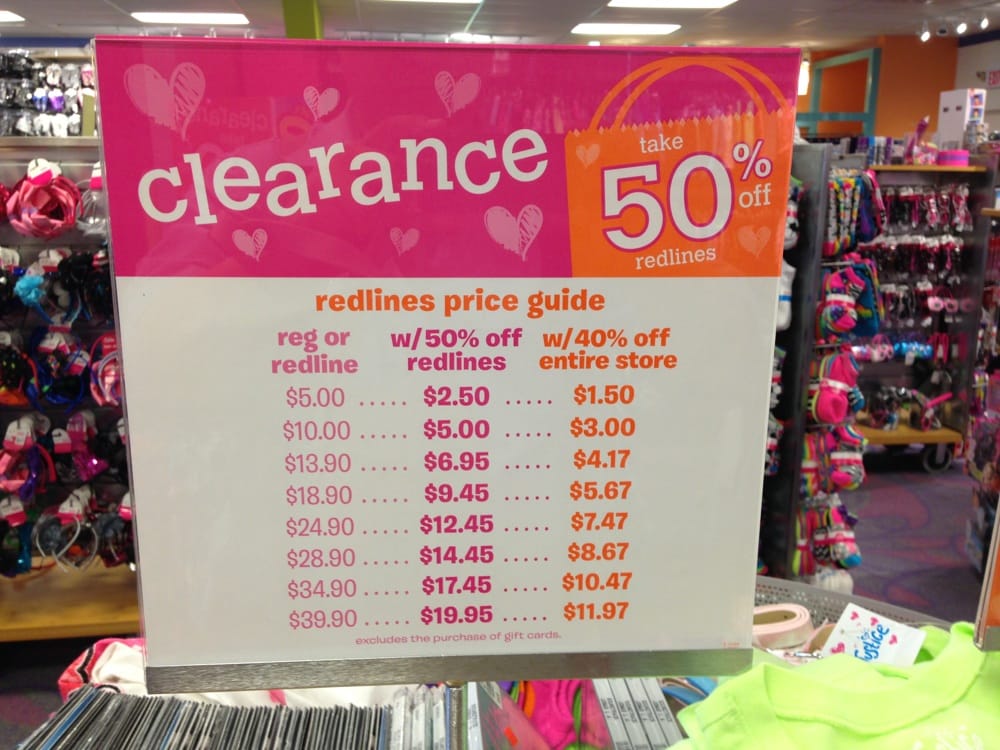 clearance
take
50%
off
redlines
redlines price guide
reg or redline w/50% off redlines w/40% off entire store
$5.00 ..... $2.50 ..... $1.50
$10.00 ..... $5.00 ..... $3.00
$13.90 ..... $6.95 ..... $4.17
$18.90 ..... $9.45 ..... $5.67
$24.90 ..... $12.45 ..... $7.47
$28.90 ..... $14.45 ..... $8.67
$34.90 ..... $17.45 ..... $10.47
$39.90 ..... $19.95 ..... $11.97
excludes the purchase of gift cards.
Justice